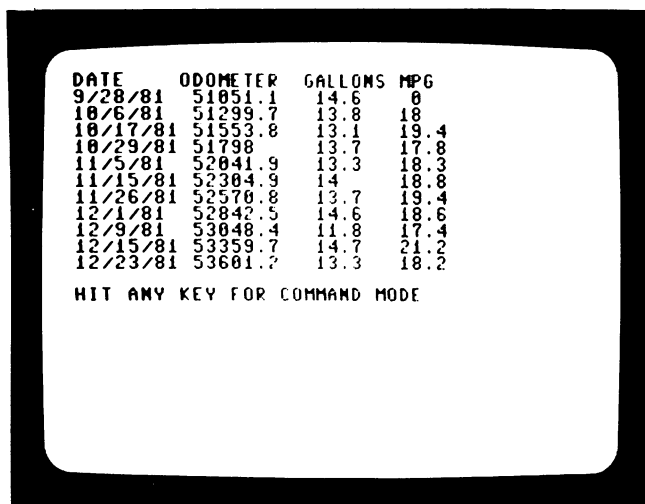 DATE ODOMETER GALLONS MPG
9/28/81 51051.1 14.6 0
10/6/81 51299.7 13.8 18
10/17/81 51553.8 13.1 19.4
10/29/81 51798 13.7 17.8
11/5/81 52041.9 13.3 18.3
11/15/81 52304.9 14 18.8
11/26/81 52570.8 13.7 19.4
12/1/81 52842.5 14.6 18.6
12/9/81 53048.4 11.8 17.4
12/15/81 53359.7 14.7 21.2
12/23/81 53601.2 13.3 18.2
HIT ANY KEY FOR COMMAND MODE